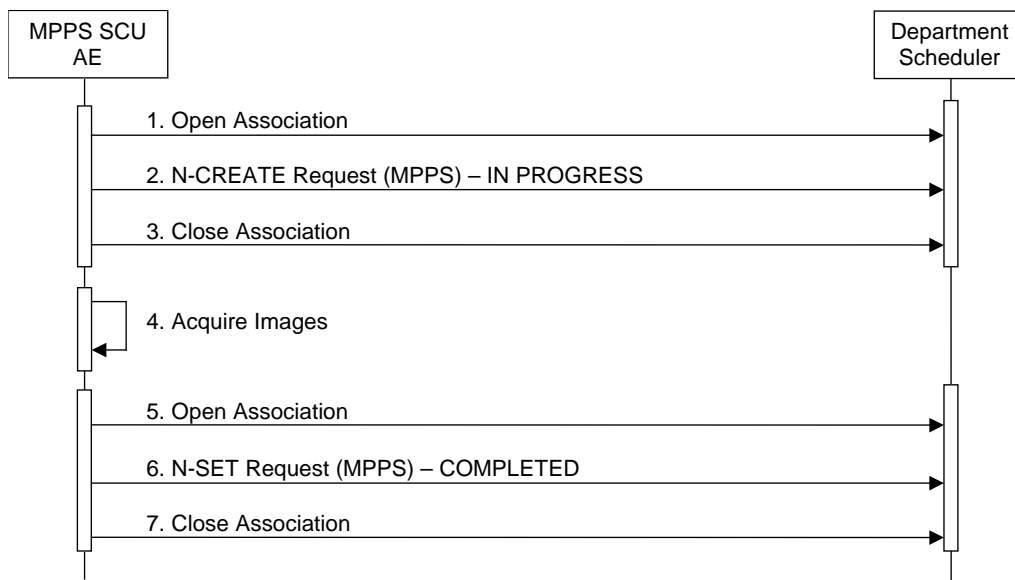 MPPS SCU
AE
Department
Scheduler
1. Open Association
2. N-CREATE Request (MPPS) – IN PROGRESS
3. Close Association
4. Acquire Images
5. Open Association
6. N-SET Request (MPPS) – COMPLETED
7. Close Association